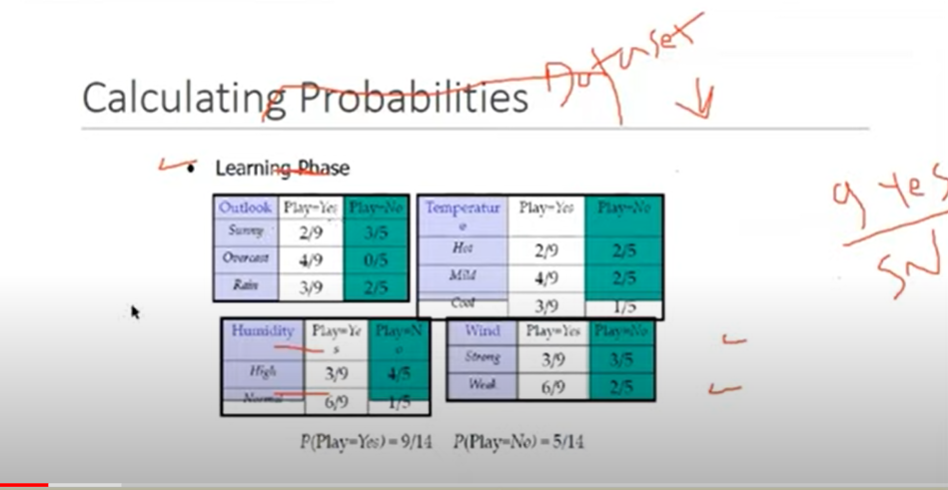 Calculating Probabilities
Dataset
• Learning Phase
9 Yes
5N
Outlook Play=Yes Play=No
Sunny 2/9 3/5
Overcast 4/9 0/5
Rain 3/9 2/5
Temperatur
e Play=Yes Play=No
Hot 2/9 2/5
Mild 4/9 2/5
Cool 3/9 1/5
Humidity Play=Ye
s Play=N
o
High 3/9 4/5
Normal 6/9 1/5
Wind Play=Yes Play=No
Strong 3/9 3/5
Weak 6/9 2/5
P(Play=Yes) = 9/14 P(Play=No) = 5/14